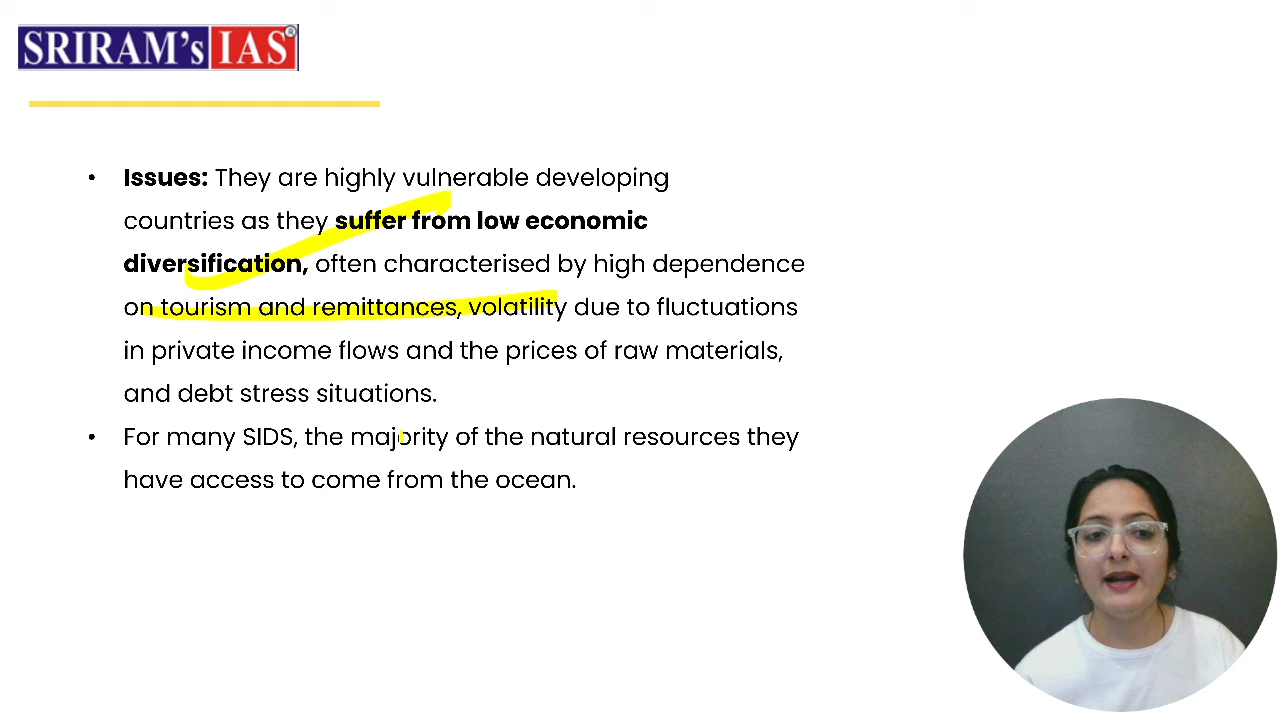 SRIRAM's IAS®
• Issues: They are highly vulnerable developing
countries as they suffer from low economic
diversification, often characterised by high dependence
on tourism and remittances, volatility due to fluctuations
in private income flows and the prices of raw materials,
and debt stress situations.
• For many SIDS, the majority of the natural resources they
have access to come from the ocean.